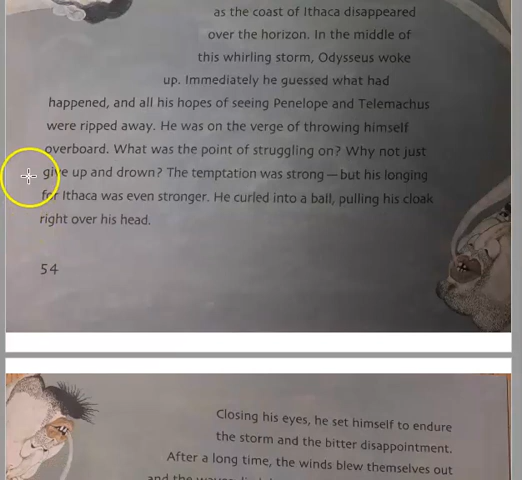 as the coast of Ithaca disappeared
over the horizon. In the middle of
this whirling storm, Odysseus woke
up. Immediately he guessed what had
happened, and all his hopes of seeing Penelope and Telemachus
were ripped away. He was on the verge of throwing himself
overboard. What was the point of struggling on? Why not just
give up and drown? The temptation was strong—but his longing
for Ithaca was even stronger. He curled into a ball, pulling his cloak
right over his head.
54
Closing his eyes, he set himself to endure
the storm and the bitter disappointment.
After a long time, the winds blew themselves out
and the waves